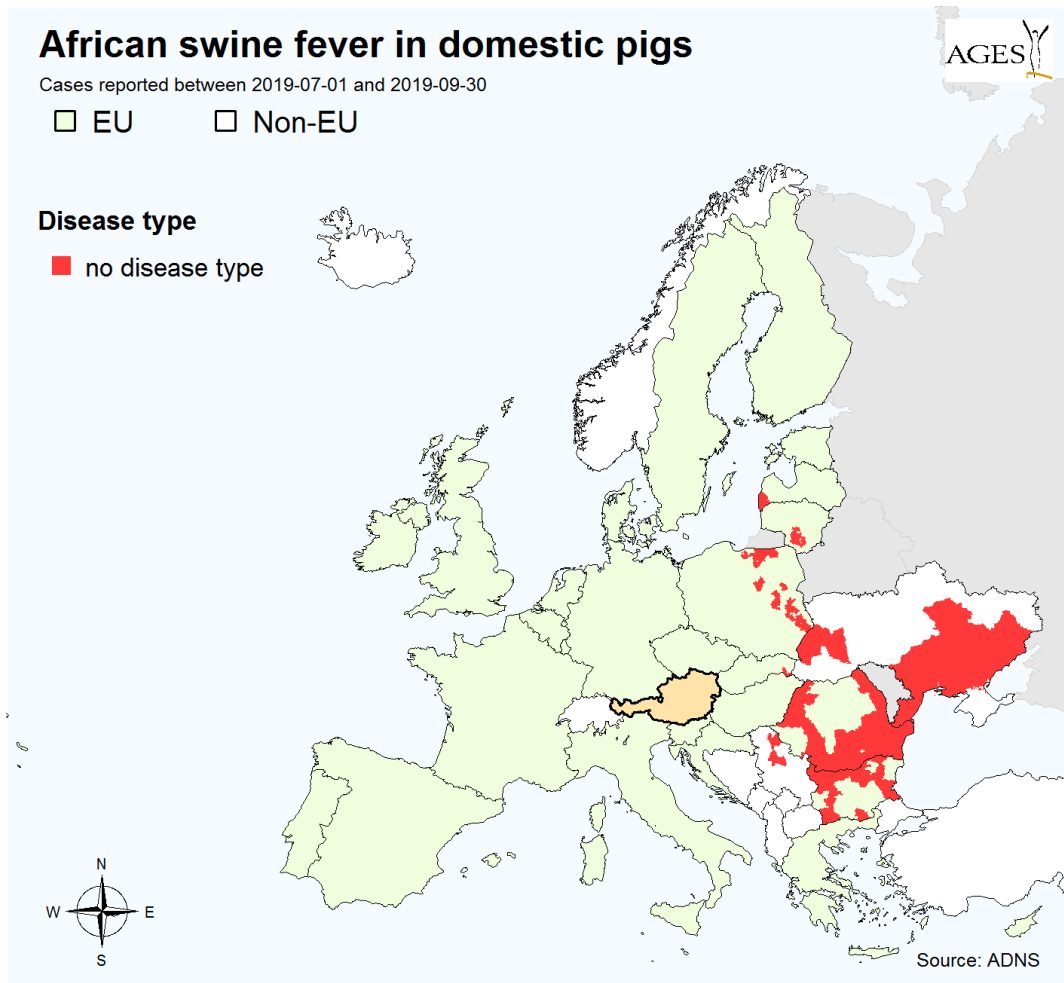 African swine fever in domestic pigs
AGES
Cases reported between 2019-07-01 and 2019-09-30
EU Non-EU
Disease type
no disease type
N
W E
S
Source: ADNS